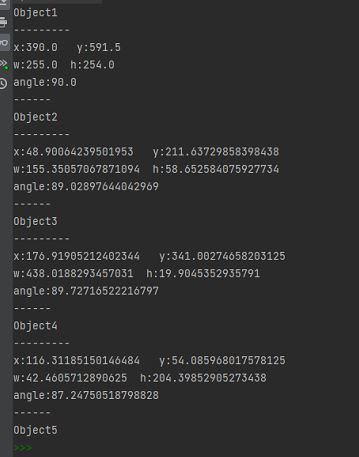 Object1
---------
x:390.0   y:591.5
w:255.0  h:254.0
angle:90.0
------
Object2
---------
x:48.90064239501953   y:211.63729858398438
w:155.35057067871094  h:58.652584075927734
angle:89.02897644042969
------
Object3
---------
x:176.91905212402344   y:341.00274658203125
w:438.0188293457031  h:19.9045352935791
angle:89.72716522216797
------
Object4
---------
x:116.31185150146484   y:54.085968017578125
w:42.4605712890625  h:204.39852905273438
angle:87.24750518798828
------
Object5
>>>